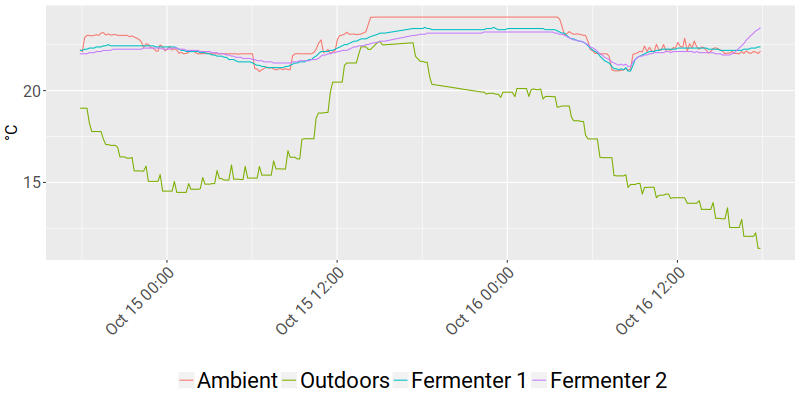 °C
20
15
Oct 15 00:00
Oct 15 12:00
Oct 16 00:00
Oct 16 12:00
Ambient Outdoors Fermenter 1 Fermenter 2